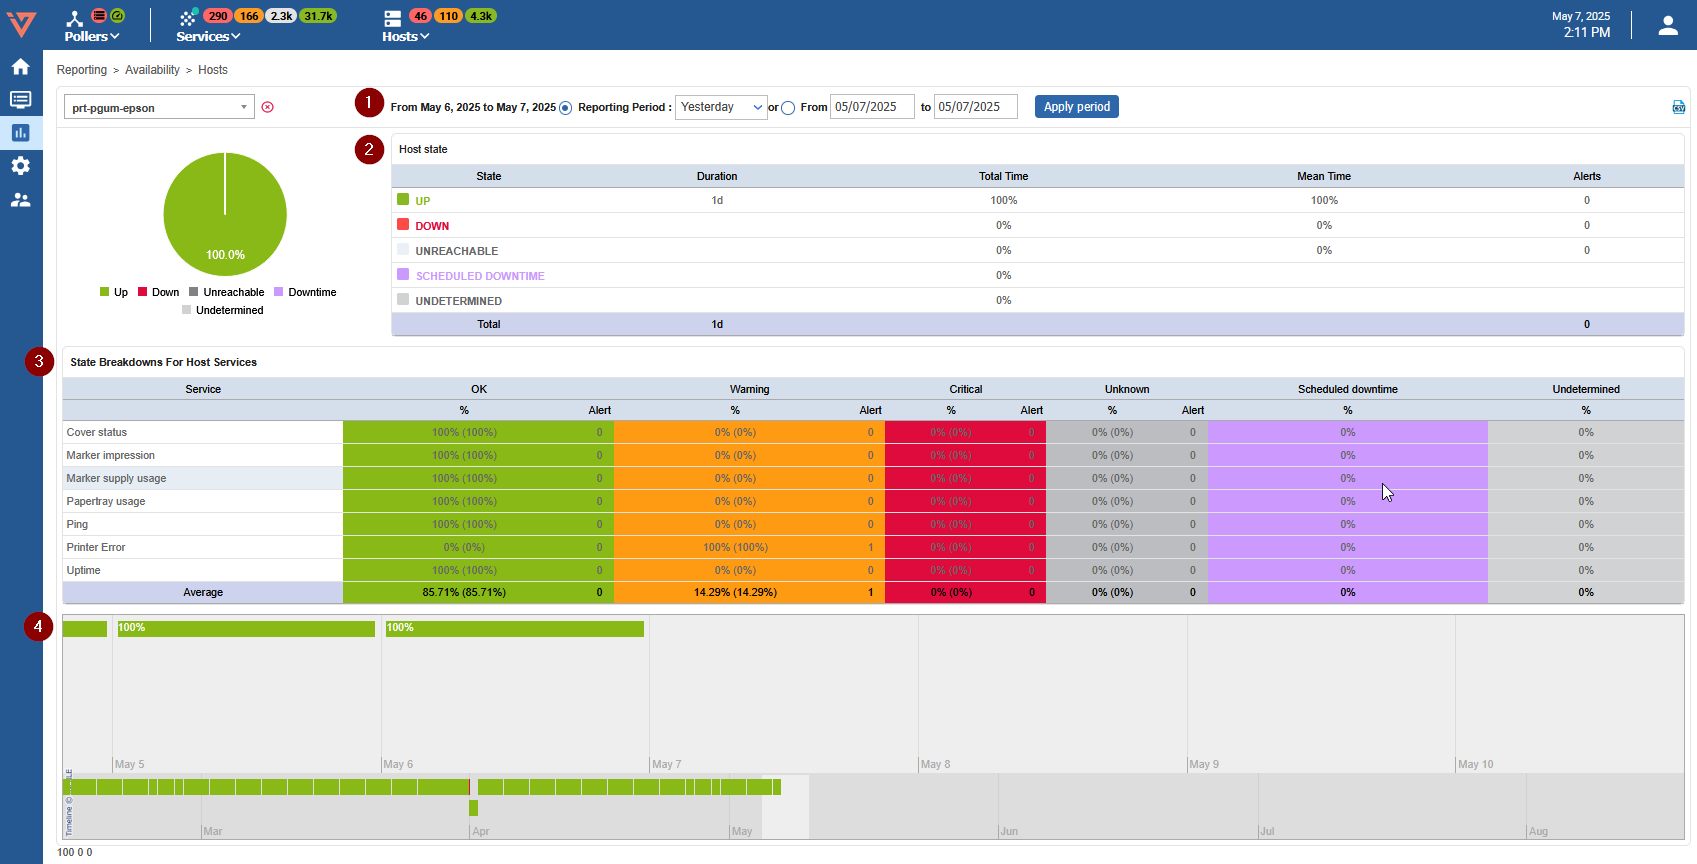 290 166 2.3k 31.7k
46 110 4.3k
Pollers
Services
Hosts
May 7, 2025
2:11 PM
Reporting > Availability > Hosts
prt-pgum-epson
1
From May 6, 2025 to May 7, 2025 Reporting Period : Yesterday or From 05/07/2025 to 05/07/2025 Apply period
CSV
2
Host state
State Duration Total Time Mean Time Alerts
UP 1d 100% 100% 0
DOWN 0% 0% 0
UNREACHABLE 0% 0% 0
SCHEDULED DOWNTIME 0%
UNDETERMINED 0%
Total 1d 0
100.0%
Up Down Unreachable Downtime
Undetermined
3
State Breakdowns For Host Services
Service OK Warning Critical Unknown Scheduled downtime Undetermined
% Alert % Alert % Alert % Alert % %
Cover status 100% (100%) 0 0% (0%) 0 0% (0%) 0 0% (0%) 0 0% 0%
Marker impression 100% (100%) 0 0% (0%) 0 0% (0%) 0 0% (0%) 0 0% 0%
Marker supply usage 100% (100%) 0 0% (0%) 0 0% (0%) 0 0% (0%) 0 0% 0%
Papertray usage 100% (100%) 0 0% (0%) 0 0% (0%) 0 0% (0%) 0 0% 0%
Ping 100% (100%) 0 0% (0%) 0 0% (0%) 0 0% (0%) 0 0% 0%
Printer Error 0% (0%) 0 100% (100%) 1 0% (0%) 0 0% (0%) 0 0% 0%
Uptime 100% (100%) 0 0% (0%) 0 0% (0%) 0 0% (0%) 0 0% 0%
Average 85.71% (85.71%) 0 14.29% (14.29%) 1 0% (0%) 0 0% (0%) 0 0% 0%
4
100% 100%
May 5 May 6 May 7 May 8 May 9 May 10
Timeline ©
Mar Apr May Jun Jul Aug
100 0 0